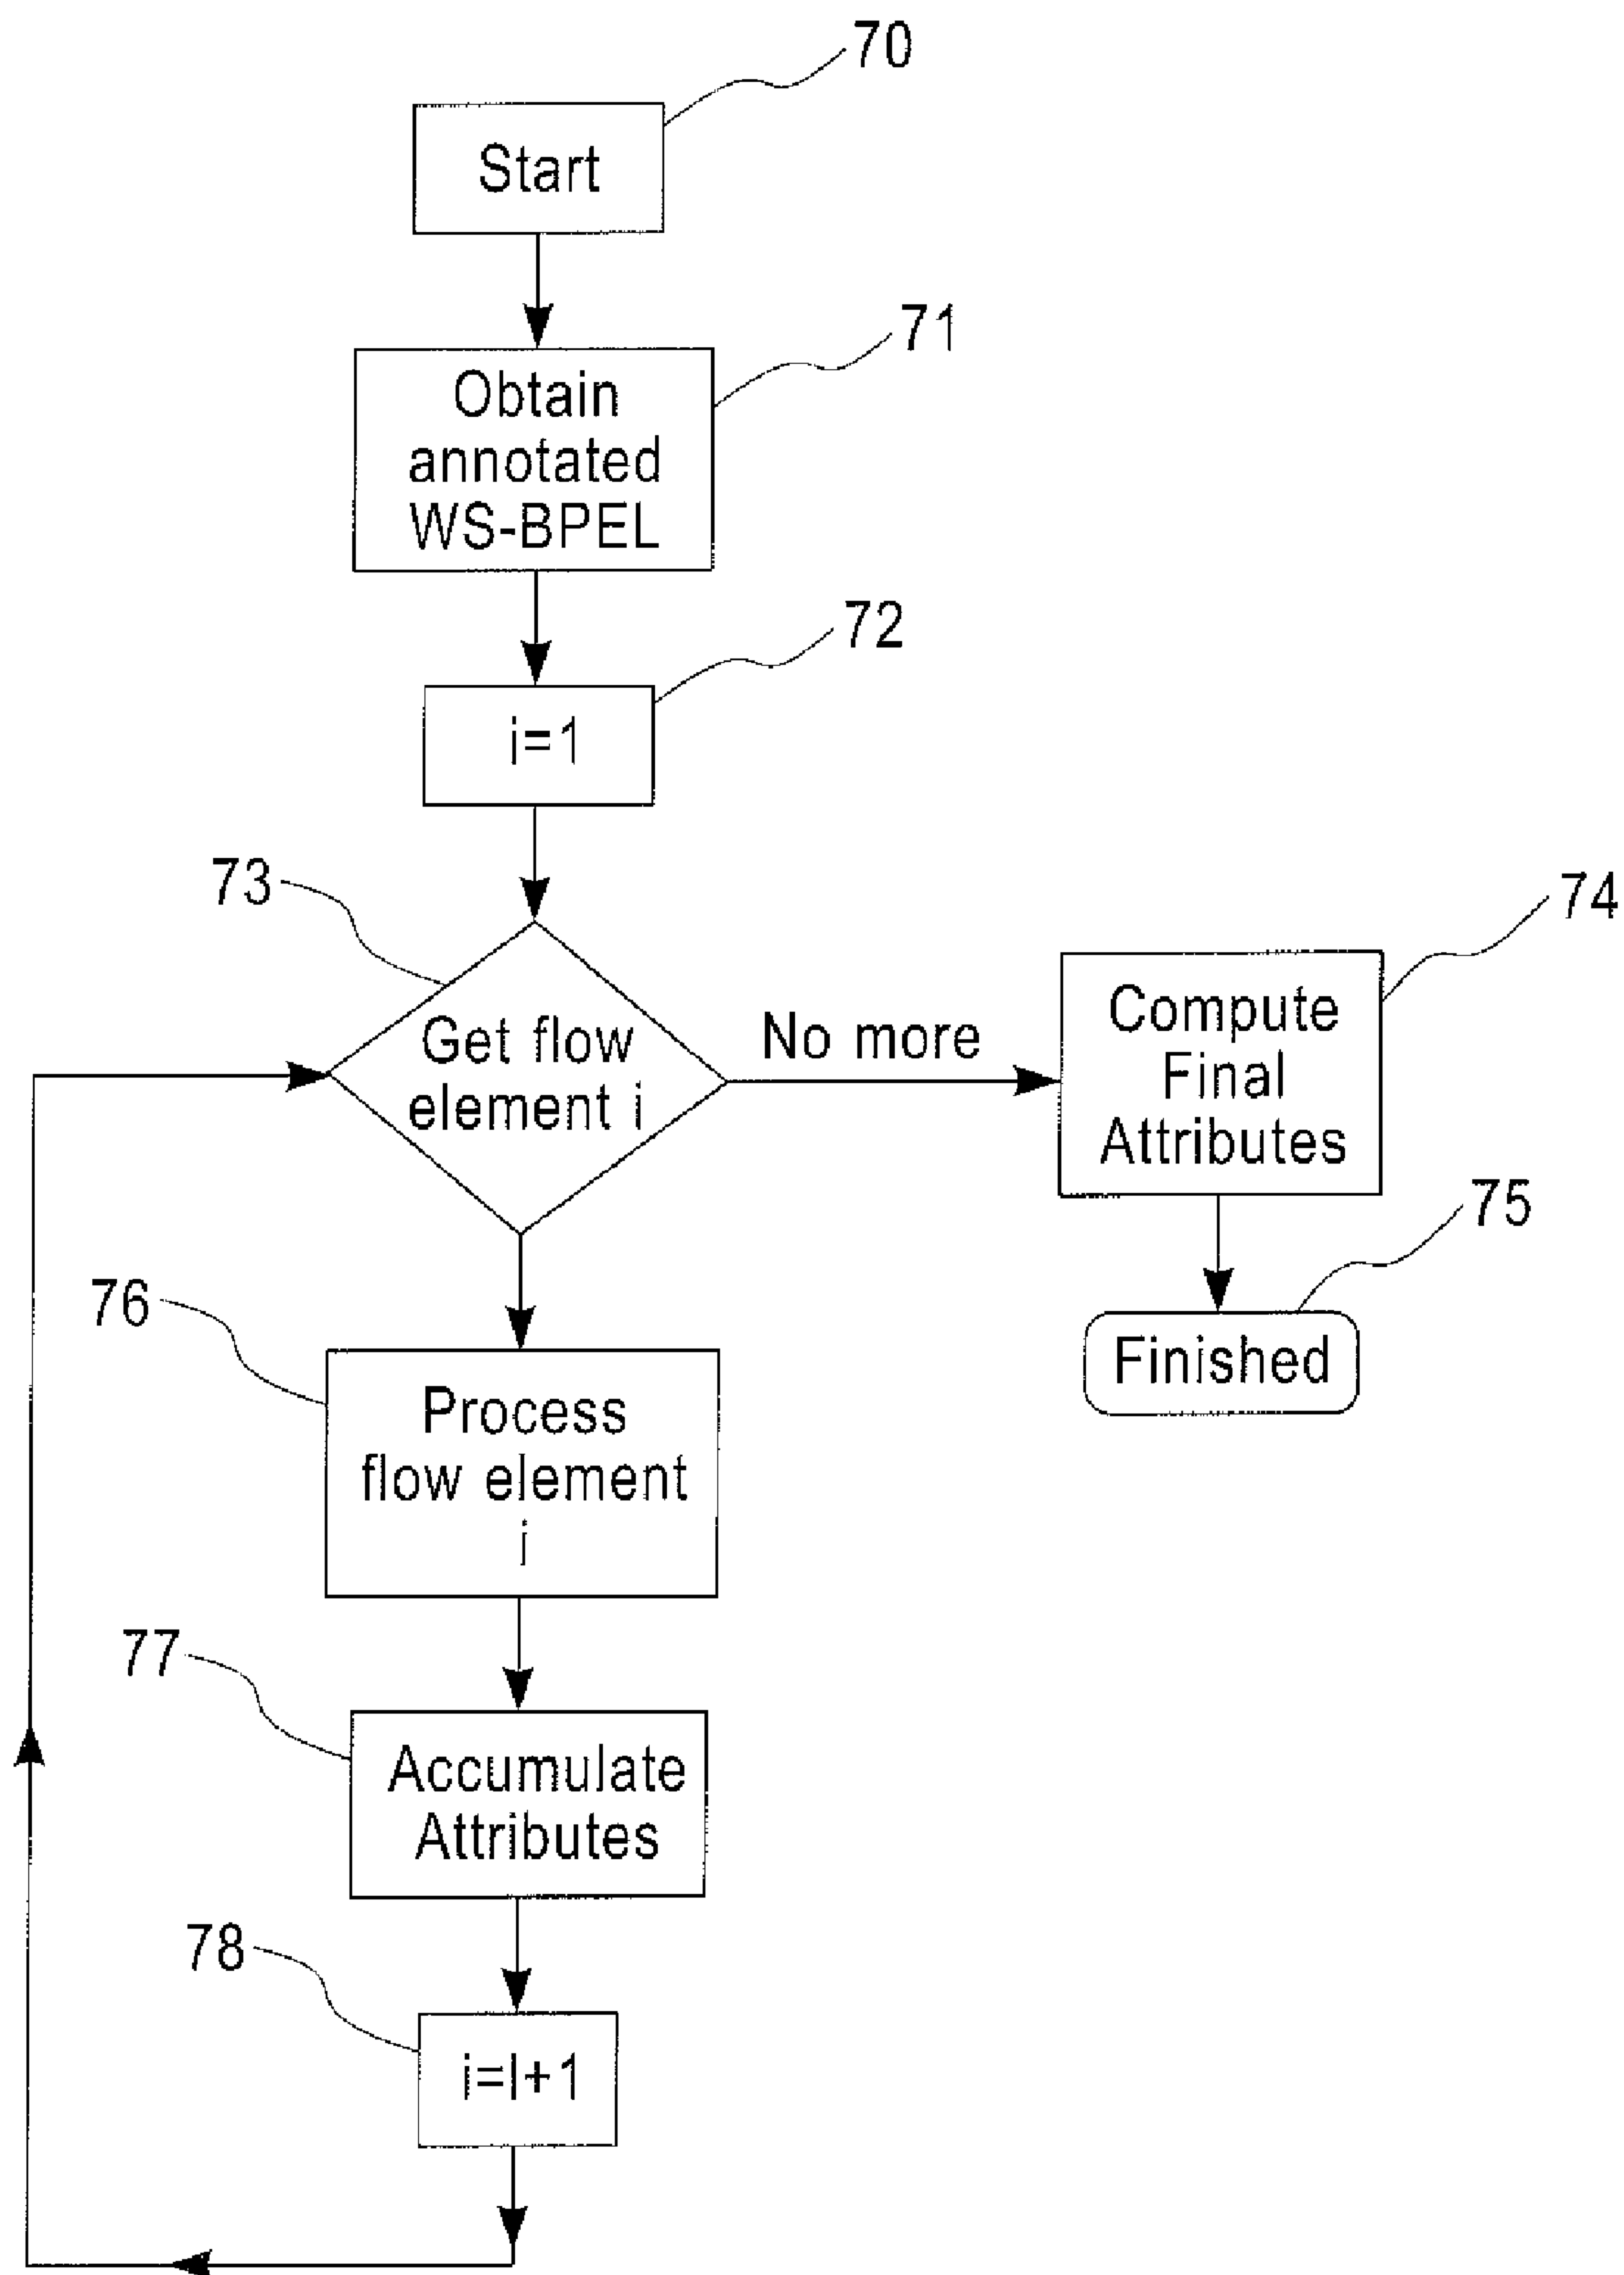 70
Start
71
Obtain
annotated
WS-BPEL
72
i=1
73
Get flow
element i
No more
74
Compute
Final
Attributes
75
Finished
76
Process
flow element
i
77
Accumulate
Attributes
78
i=I+1